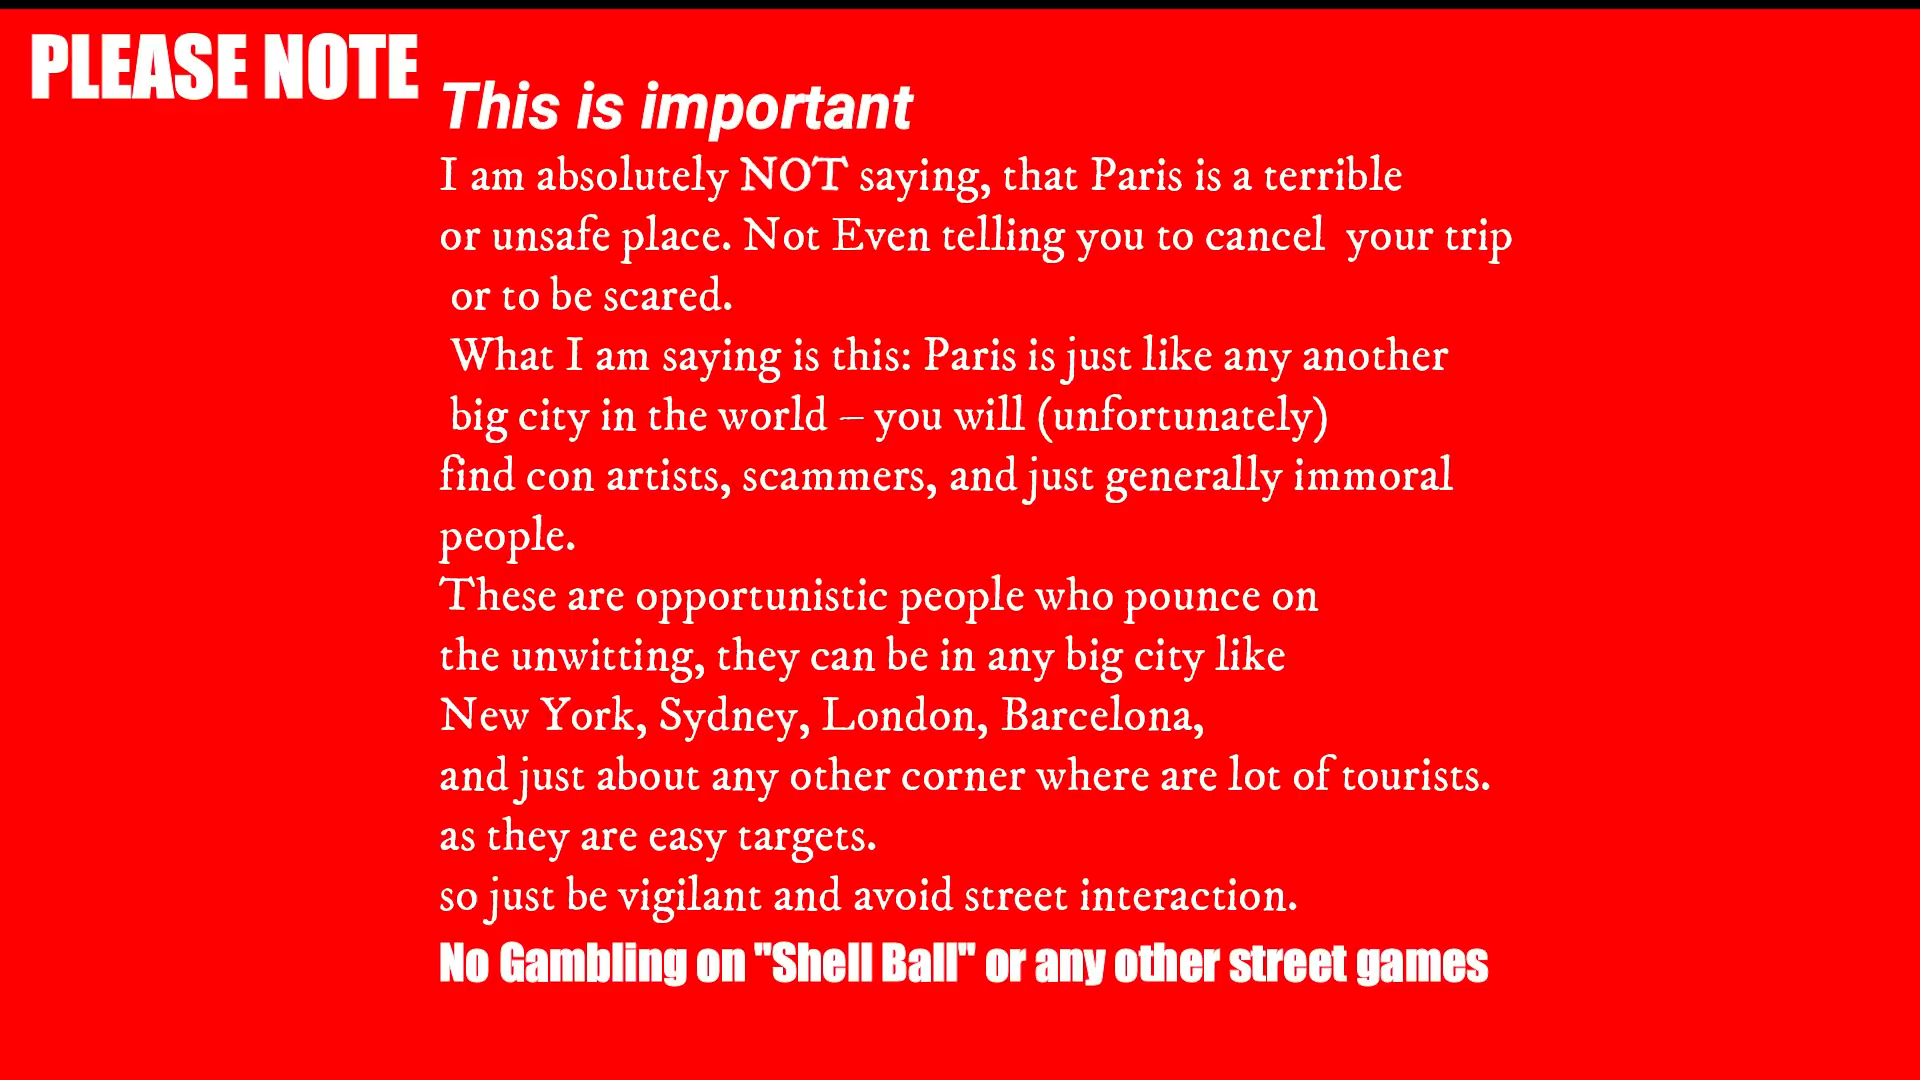 PLEASE NOTE
This is important
I am absolutely NOT saying, that Paris is a terrible
or unsafe place. Not Even telling you to cancel  your trip
or to be scared.
What I am saying is this: Paris is just like any another
big city in the world – you will (unfortunately)
find con artists, scammers, and just generally immoral
people.
These are opportunistic people who pounce on
the unwitting, they can be in any big city like
New York, Sydney, London, Barcelona,
and just about any other corner where are lot of tourists.
as they are easy targets.
so just be vigilant and avoid street interaction.
No Gambling on "Shell Ball" or any other street games